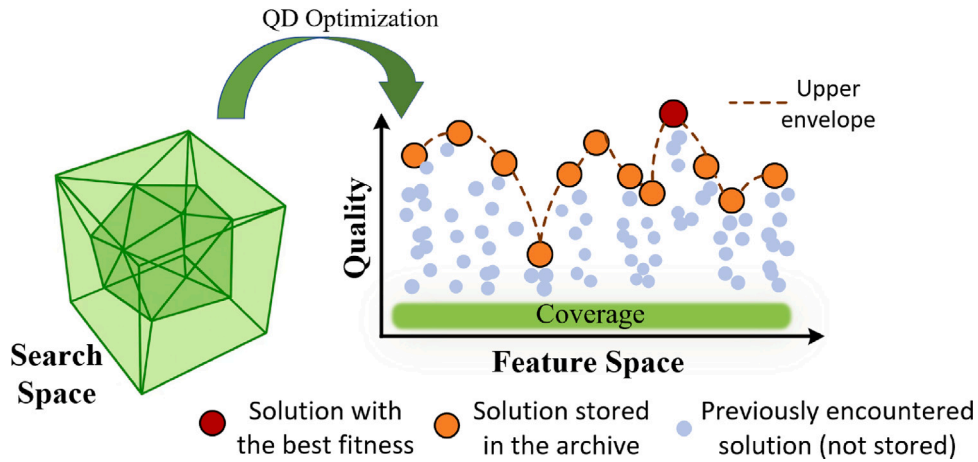 QD Optimization
Upper
envelope
Quality
Coverage
Feature Space
Search
Space
Solution with
the best fitness
Solution stored
in the archive
Previously encountered
solution (not stored)